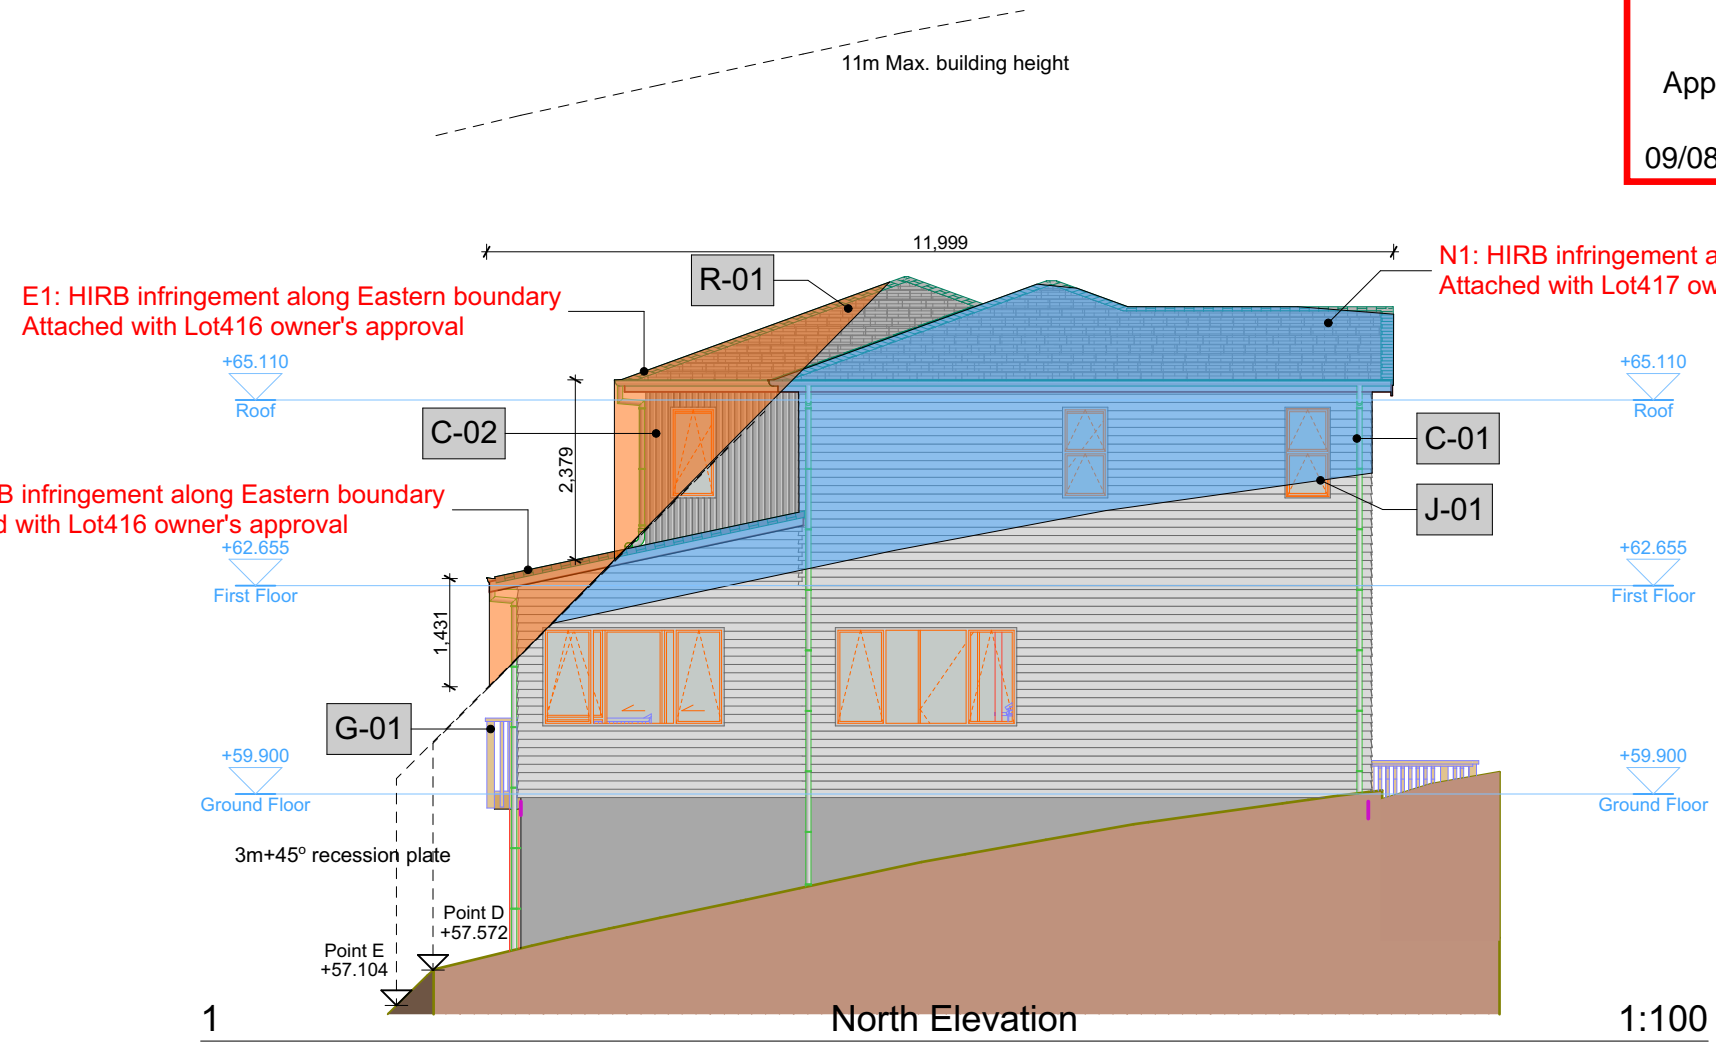 11m Max. building height
App
09/08
11,999
R-01
N1: HIRB infringement a
Attached with Lot417 ow
E1: HIRB infringement along Eastern boundary
Attached with Lot416 owner's approval
+65.110
Roof
+65.110
Roof
C-02
C-01
2,379
B infringement along Eastern boundary
d with Lot416 owner's approval
J-01
+62.655
First Floor
+62.655
First Floor
1,431
G-01
+59.900
Ground Floor
+59.900
Ground Floor
3m+45º recession plate
Point D
+57.572
Point E
+57.104
1
North Elevation
1:100